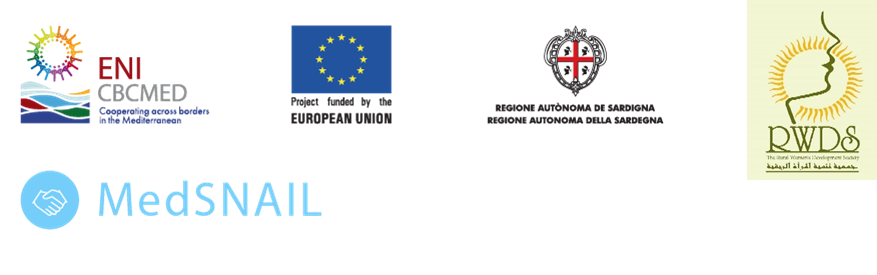 ENI
CBCMED
Cooperating across borders
in the Mediterranean
Project funded by the
EUROPEAN UNION
REGIONE AUTÒNOMA DE SARDIGNA
REGIONE AUTONOMA DELLA SARDEGNA
RWDS
The Rural Women's Development Society
جمعية تنمية المرأة الريفية
MedSNAIL